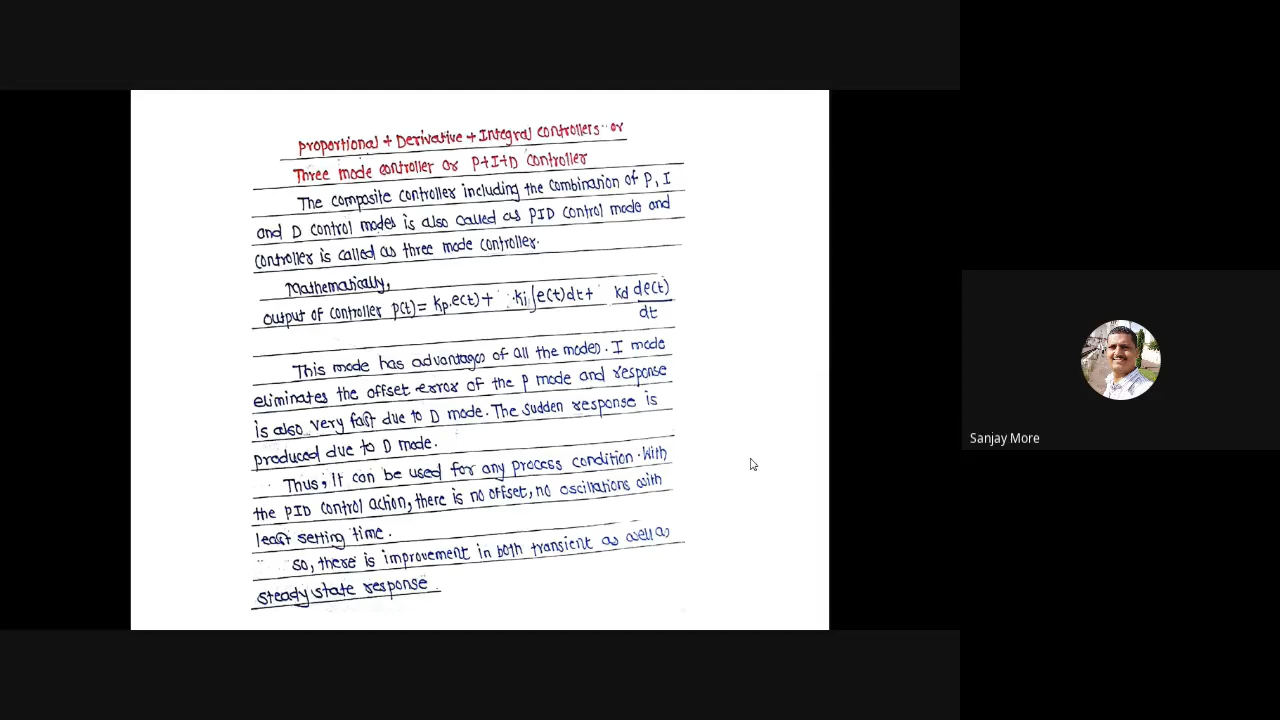 Proportional + Derivative + Integral controllers or
Three mode controller or P+I+D controller
The composite controller including the combination of P, I
and D control modes is also called as PID control mode and
controller is called as three mode controller.
Mathematically,
output of controller p(t) = kp.e(t) + ki∫e(t)dt + kd de(t)
dt
This mode has advantages of all the modes. I mode
eliminates the offset error of the P mode and response
is also very fast due to D mode. The sudden response is
produced due to D mode.
Thus, it can be used for any process condition. With
the PID control action, there is no offset, no oscillations with
least setting time.
So, there is improvement in both transient as well as
steady state response.
Sanjay More